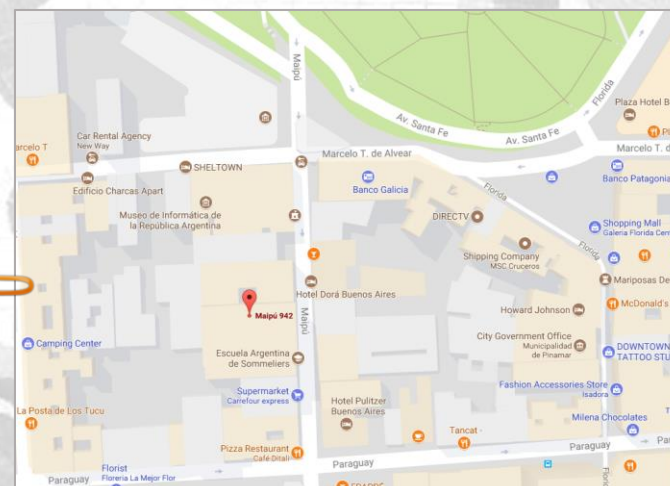 Maipú
Av. Santa Fe
Av. Santa Fe
Florida
Plaza Hotel B
Car Rental Agency
New Way
arcelo T
SHELTOWN
Marcelo T. de Alvear
Marcelo T. d
Edificio Charcas Apart
Banco Galicia
Banco Patagonia
Florida
Museo de Informática de
la República Argentina
DIRECTV
Shopping Mall
Galeria Florida Cen
Florida
Shipping Company
MSC Cruceros
Hotel Dorá Buenos Aires
Mariposas De
Maipú 942
Maipú
Howard Johnson
McDonald's
Camping Center
City Government Office
Municipalidad
de Pinamar
DOWNTOWN
TATTOO STU
Escuela Argentina
de Sommeliers
Supermarket
Carrefour express
Fashion Accessories Store
Isadora
Hotel Pulitzer
Buenos Aires
La Posta de Los Tucu
Milena Chocolates
Tancat
Pizza Restaurant
Café Ditali
Paraguay
Paraguay
Florist
Floreria La Mejor Flor
Paraguay